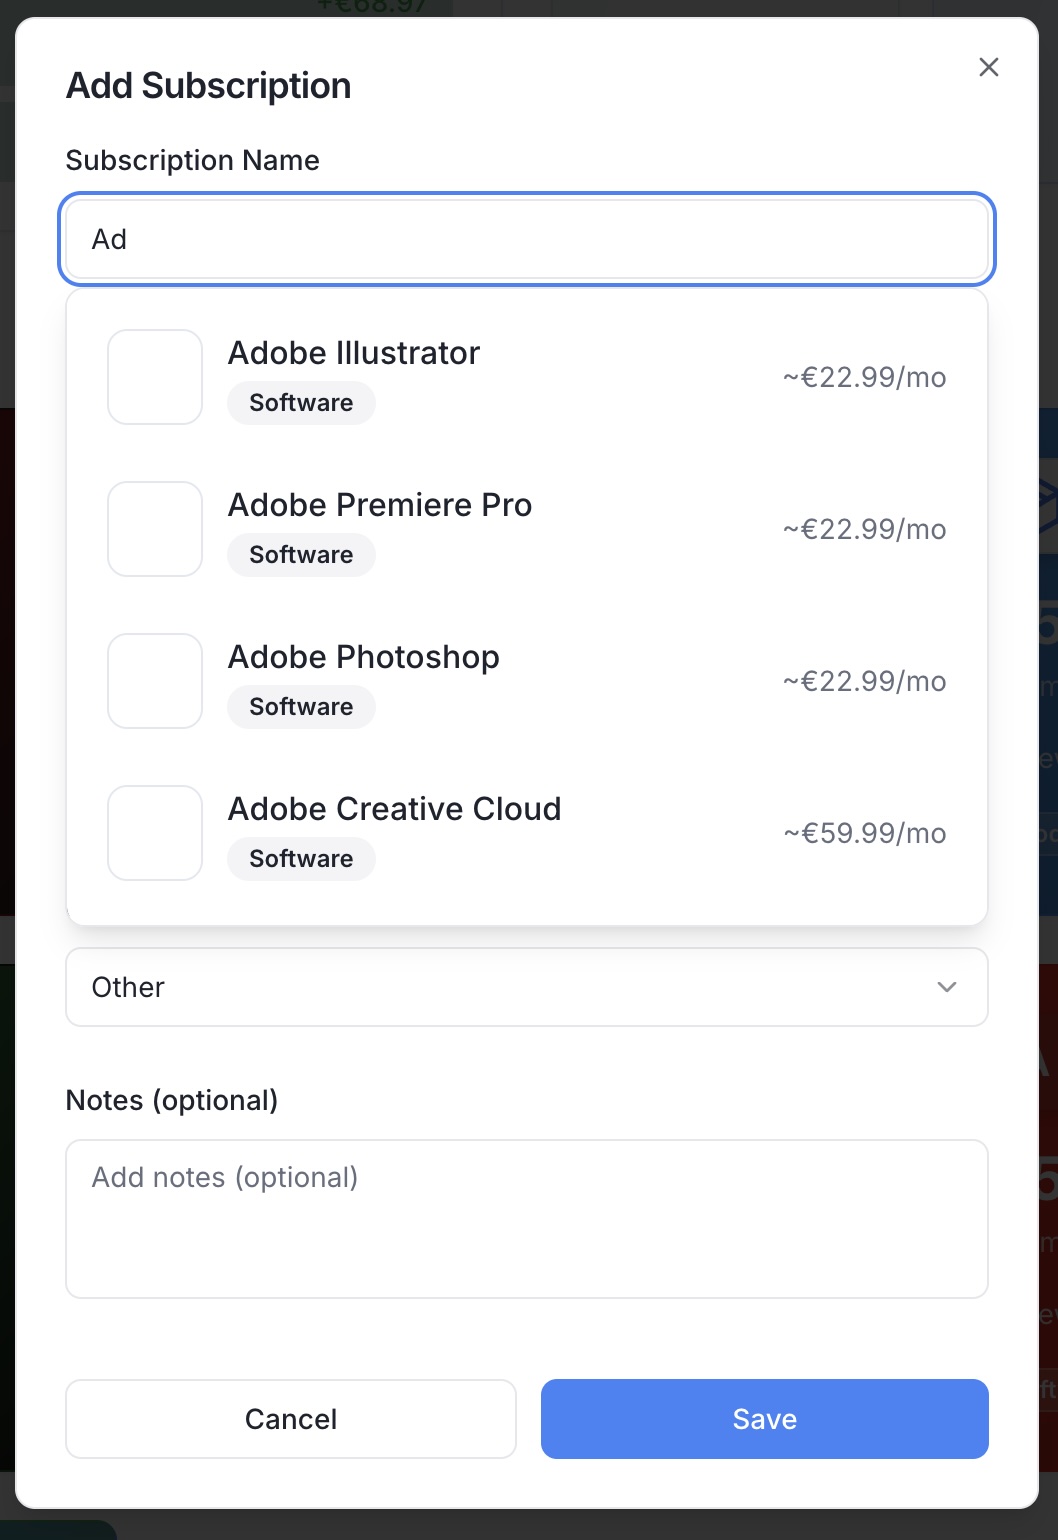 +€68.97
Add Subscription
Subscription Name
Ad
Adobe Illustrator
Software
~€22.99/mo
Adobe Premiere Pro
Software
~€22.99/mo
Adobe Photoshop
Software
~€22.99/mo
Adobe Creative Cloud
Software
~€59.99/mo
Other
Notes (optional)
Add notes (optional)
Cancel
Save